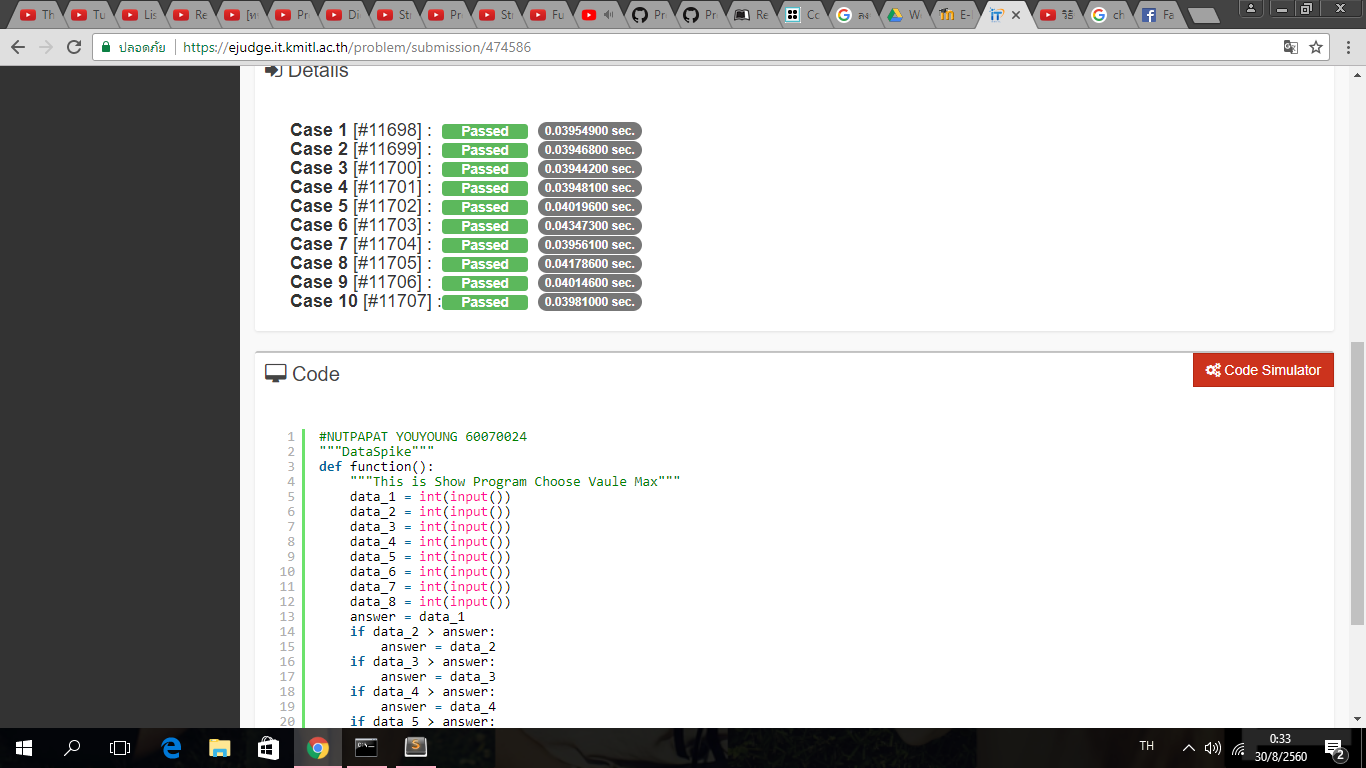 Th
Tu
Lis
Re
[ท
Pr
Di
St
Pr
St
Fu
Pr
Pr
Re
Cc
ลง
W
E-
วิธี
ch
Fa
ปลอดภัย
https://ejudge.it.kmitl.ac.th/problem/submission/474586
Details
Case 1 [#11698] : Passed 0.03954900 sec.
Case 2 [#11699] : Passed 0.03946800 sec.
Case 3 [#11700] : Passed 0.03944200 sec.
Case 4 [#11701] : Passed 0.03948100 sec.
Case 5 [#11702] : Passed 0.04019600 sec.
Case 6 [#11703] : Passed 0.04347300 sec.
Case 7 [#11704] : Passed 0.03956100 sec.
Case 8 [#11705] : Passed 0.04178600 sec.
Case 9 [#11706] : Passed 0.04014600 sec.
Case 10 [#11707] : Passed 0.03981000 sec.
Code
Code Simulator
1 #NUTPAPAT YOUYOUNG 60070024
2 """DataSpike"""
3 def function():
4 """This is Show Program Choose Vaule Max"""
5 data_1 = int(input())
6 data_2 = int(input())
7 data_3 = int(input())
8 data_4 = int(input())
9 data_5 = int(input())
10 data_6 = int(input())
11 data_7 = int(input())
12 data_8 = int(input())
13 answer = data_1
14 if data_2 > answer:
15 answer = data_2
16 if data_3 > answer:
17 answer = data_3
18 if data_4 > answer:
19 answer = data_4
20 if data_5 > answer:
TH
0:33
30/8/2560
2